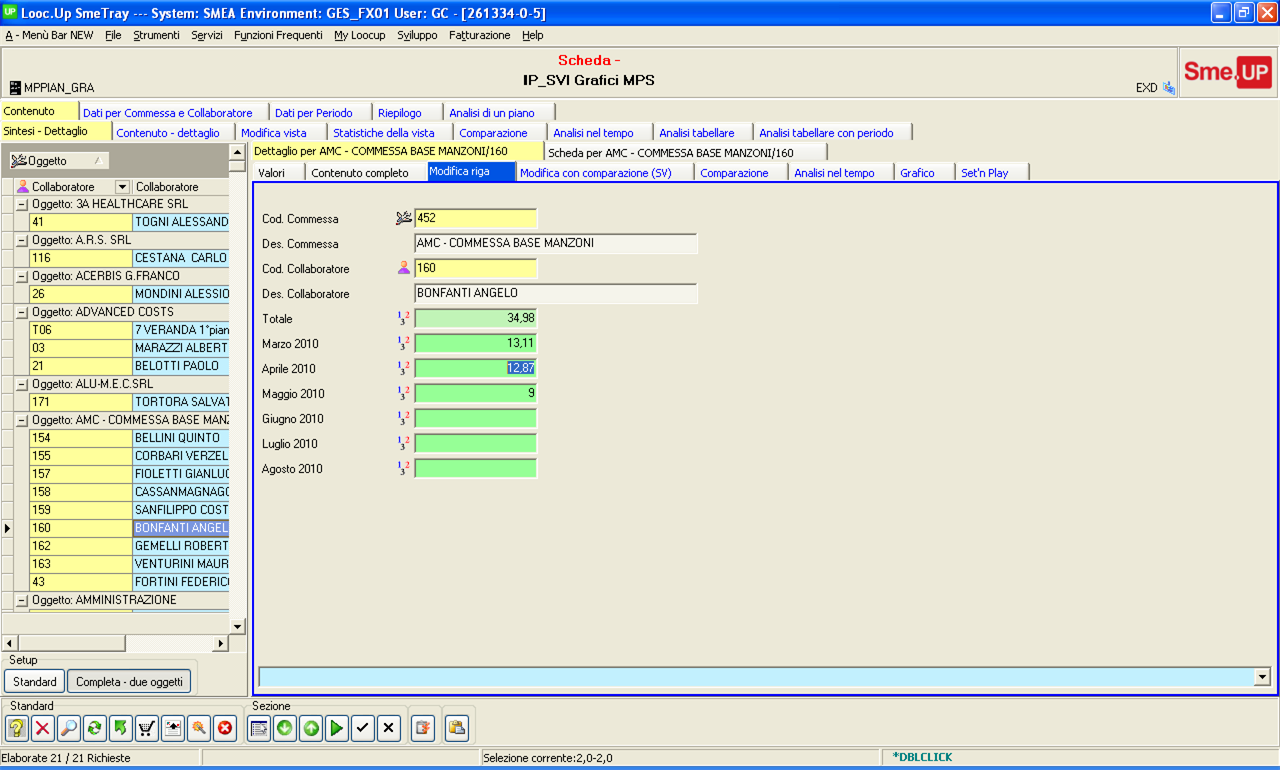 Looc.Up SmeTray --- System: SMEA Environment: GES_FX01 User: GC - [261334-0-5]
A - Menù Bar NEW File Strumenti Servizi Funzioni Frequenti My Loocup Sviluppo Fatturazione Help
Scheda -
IP_SVI Grafici MPS
MPPIAN_GRA
EXD
Sme.UP
Contenuto Dati per Commessa e Collaboratore Dati per Periodo Riepilogo Analisi di un piano
Sintesi - Dettaglio Contenuto - dettaglio Modifica vista Statistiche della vista Comparazione Analisi nel tempo Analisi tabellare Analisi tabellare con periodo
Oggetto
Collaboratore Collaboratore
Oggetto: 3A HEALTHCARE SRL
41 TOGNI ALESSAND
Oggetto: A.R.S. SRL
116 CESTANA CARLO
Oggetto: ACERBIS G.FRANCO
26 MONDINI ALESSIO
Oggetto: ADVANCED COSTS
T06 7 VERANDA 1°pian
03 MARAZZI ALBERT
21 BELOTTI PAOLO
Oggetto: ALU-M.E.C.SRL
171 TORTORA SALVAT
Oggetto: AMC - COMMESSA BASE MANZ
154 BELLINI QUINTO
155 CORBARI VERZEL
157 FIOLETTI GIANLUC
158 CASSANMAGNAGO
159 SANFILIPPO COST
160 BONFANTI ANGEL
162 GEMELLI ROBERT
163 VENTURINI MAUR
43 FORTINI FEDERICO
Oggetto: AMMINISTRAZIONE
Setup
Standard Completa - due oggetti
Dettaglio per AMC - COMMESSA BASE MANZONI/160 Scheda per AMC - COMMESSA BASE MANZONI/160
Valori Contenuto completo Modifica riga Modifica con comparazione (SV) Comparazione Analisi nel tempo Grafico Set'n Play
Cod. Commessa 452
Des. Commessa AMC - COMMESSA BASE MANZONI
Cod. Collaboratore 160
Des. Collaboratore BONFANTI ANGELO
Totale 34,98
Marzo 2010 13,11
Aprile 2010 12,87
Maggio 2010 9
Giugno 2010
Luglio 2010
Agosto 2010
Standard Sezione
Elaborate 21 / 21 Richieste Selezione corrente:2,0-2,0 *DBLCLICK